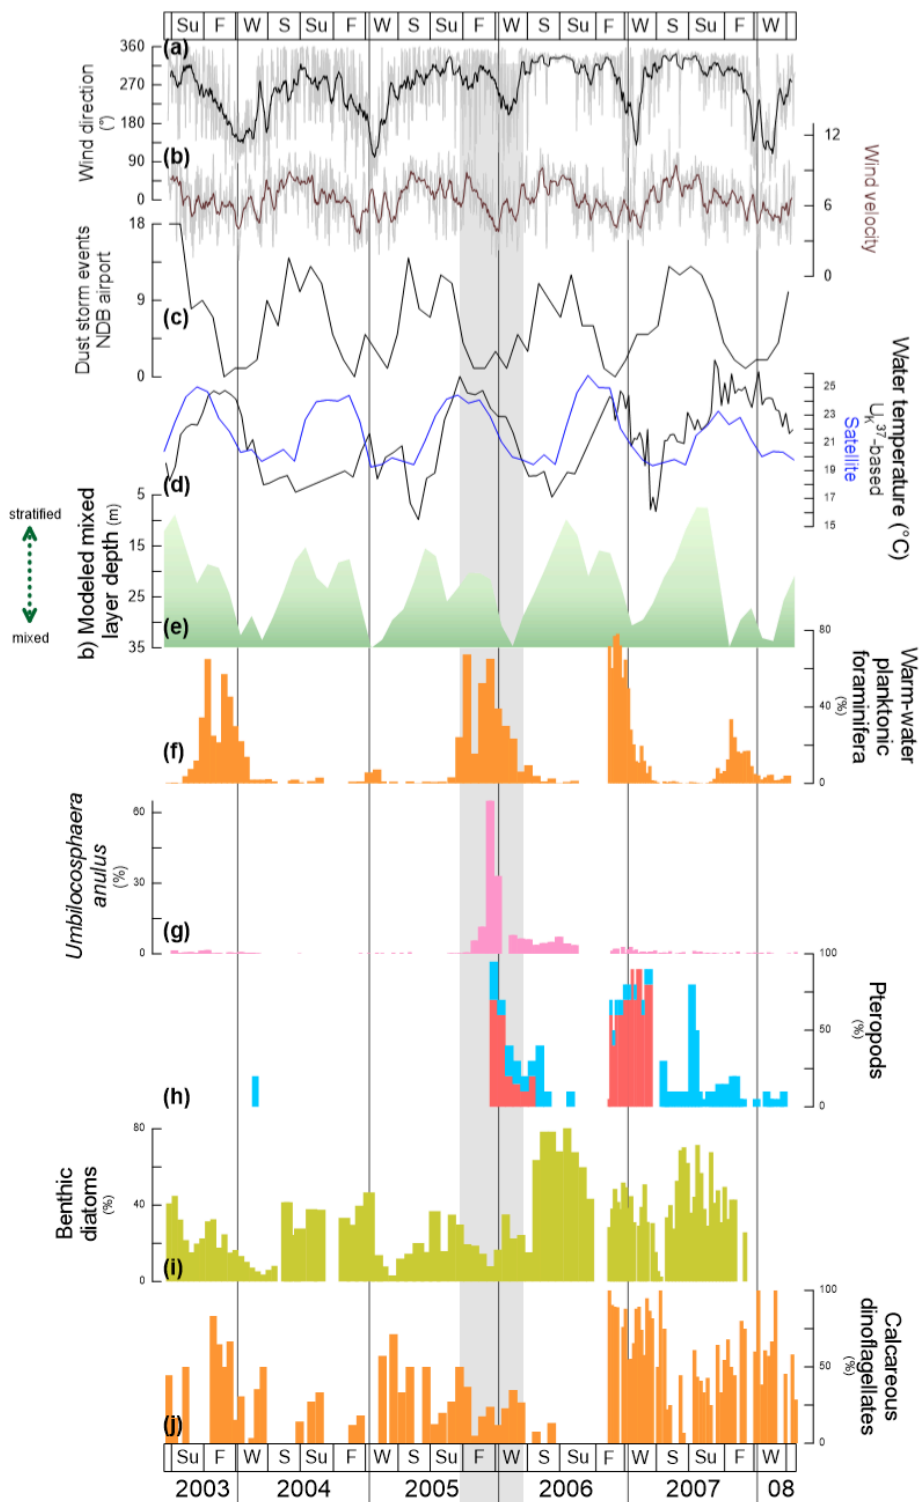 Su F W S Su F W S Su F W S Su F W S Su F W
(a)
360
270
180
90
0
Wind direction
(°)
(b)
12
6
0
Wind velocity
18
9
0
Dust storm events
NDB airport
(c)
25
23
21
19
17
15
Water temperature (°C)
U K 37 -based
Satellite
(d)
5
15
25
35
stratified
mixed
b) Modeled mixed
layer depth (m)
(e)
80
40
0
Warm-water
planktonic
foraminifera
(%)
(f)
60
30
0
Umbilocosphaera
anulus
(%)
(g)
100
50
0
Pteropods
(%)
(h)
80
40
0
Benthic
diatoms
(%)
(i)
100
50
0
Calcareous
dinoflagellates
(%)
(j)
Su F W S Su F W S Su F W S Su F W S Su F W
2003 2004 2005 2006 2007 08